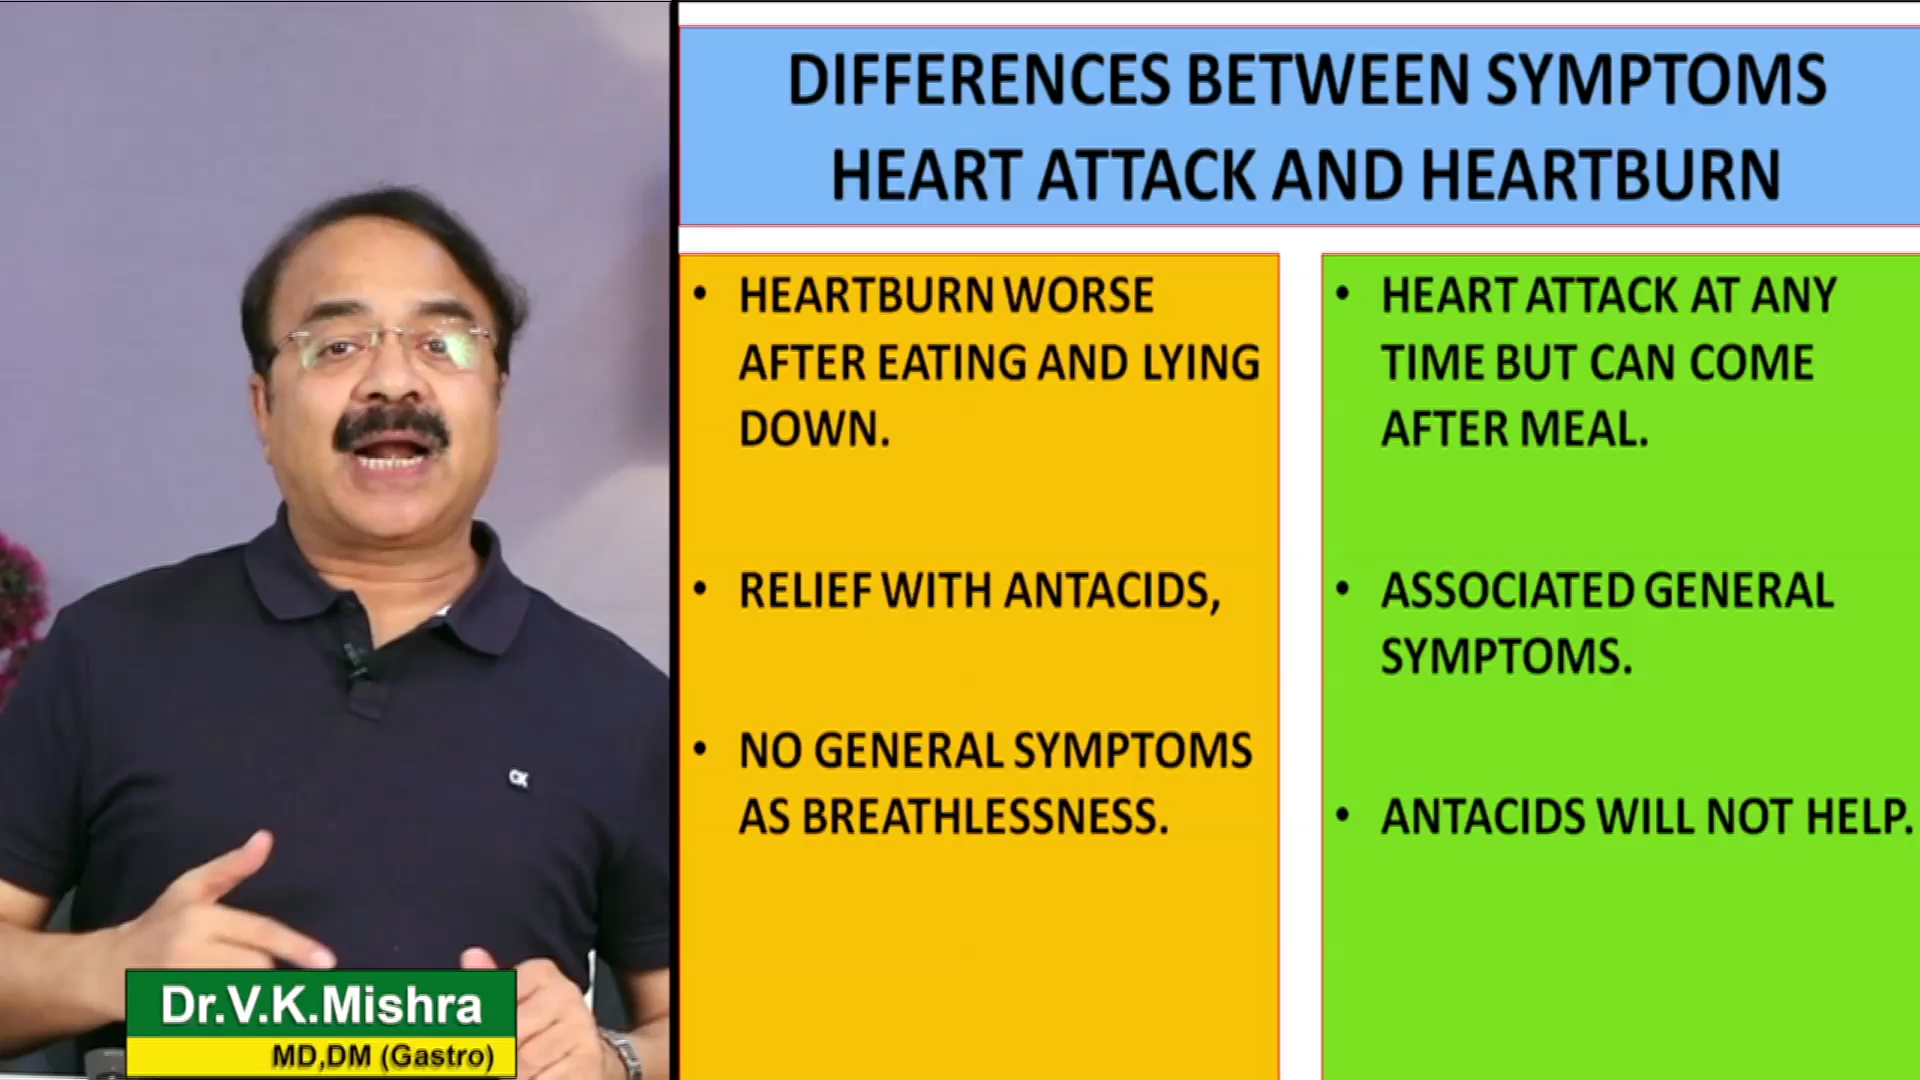 DIFFERENCES BETWEEN SYMPTOMS
HEART ATTACK AND HEARTBURN
• HEARTBURN WORSE
AFTER EATING AND LYING
DOWN.
• RELIEF WITH ANTACIDS,
• NO GENERAL SYMPTOMS
AS BREATHLESSNESS.
• HEART ATTACK AT ANY
TIME BUT CAN COME
AFTER MEAL.
• ASSOCIATED GENERAL
SYMPTOMS.
• ANTACIDS WILL NOT HELP.
Dr.V.K.Mishra
MD,DM (Gastro)